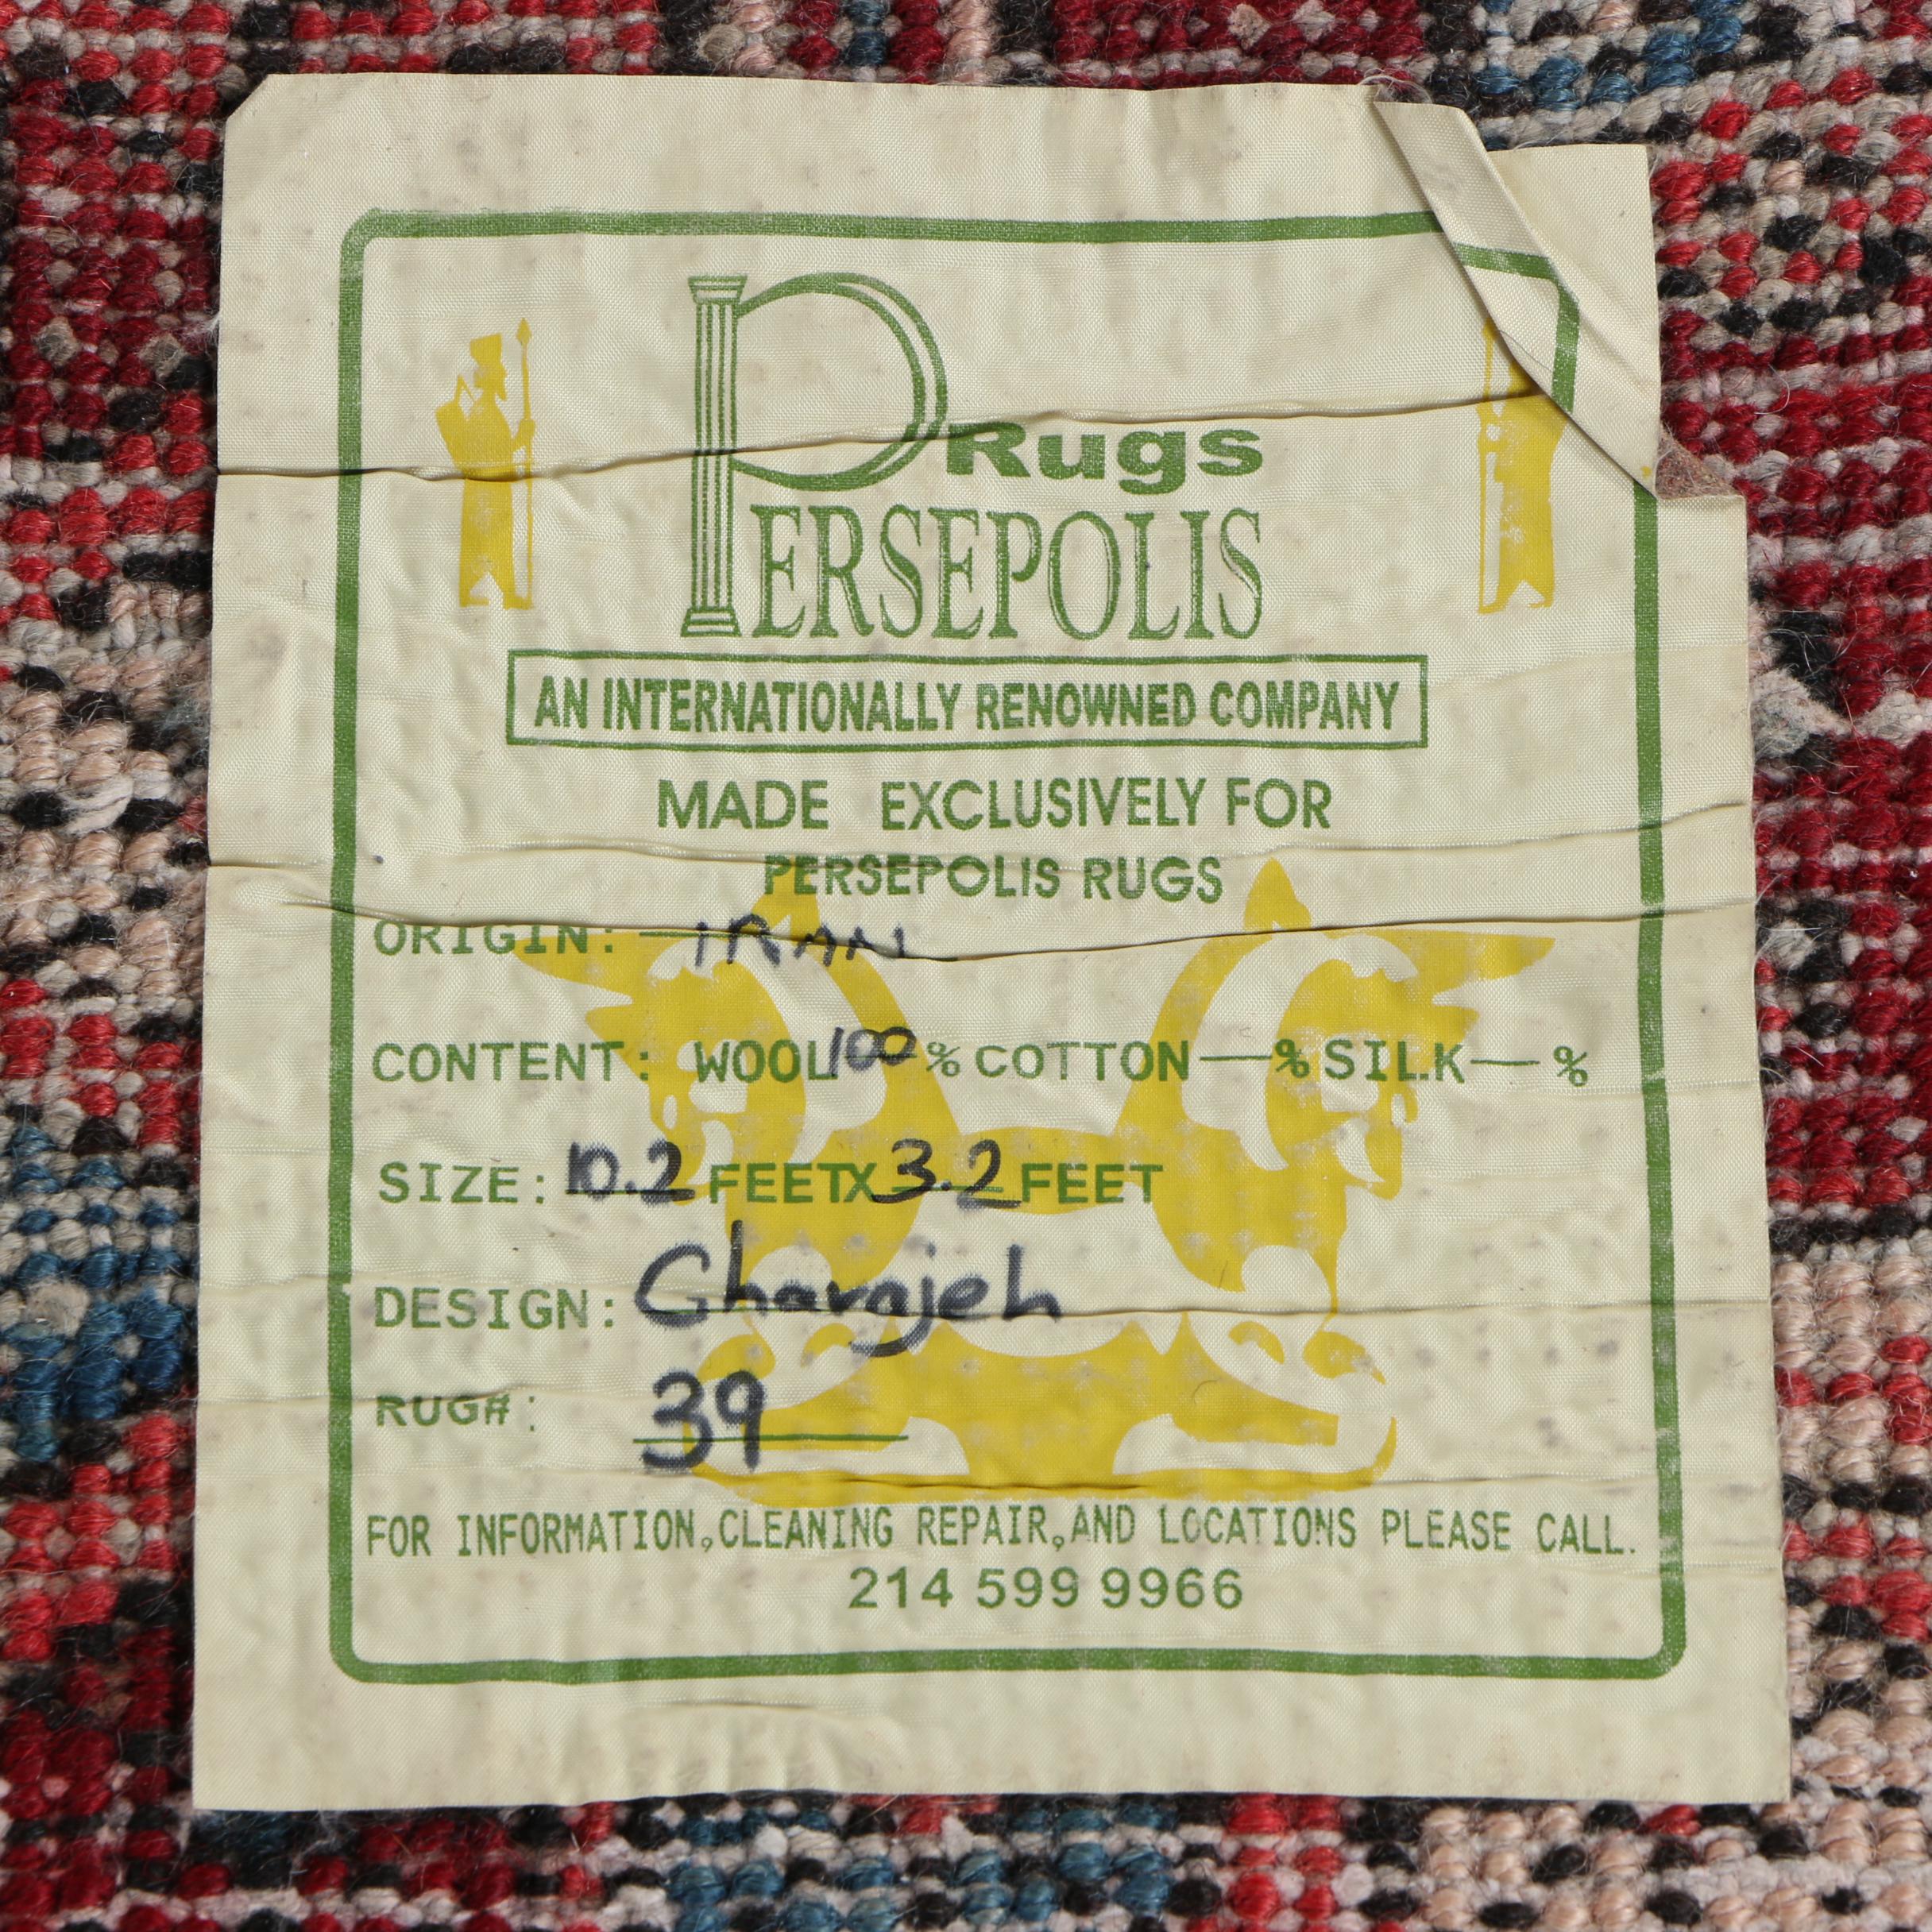 Rugs
PERSEPOLIS
AN INTERNATIONALLY RENOWNED COMPANY
MADE EXCLUSIVELY FOR
PERSEPOLIS RUGS
ORIGIN: IRAN
CONTENT: WOOL 100 % COTTON — % SILK — %
SIZE: 10.2 FEET X 3.2 FEET
DESIGN: Gharajeh
RUG#: 39
FOR INFORMATION,CLEANING REPAIR,AND LOCATIONS PLEASE CALL.
214 599 9966